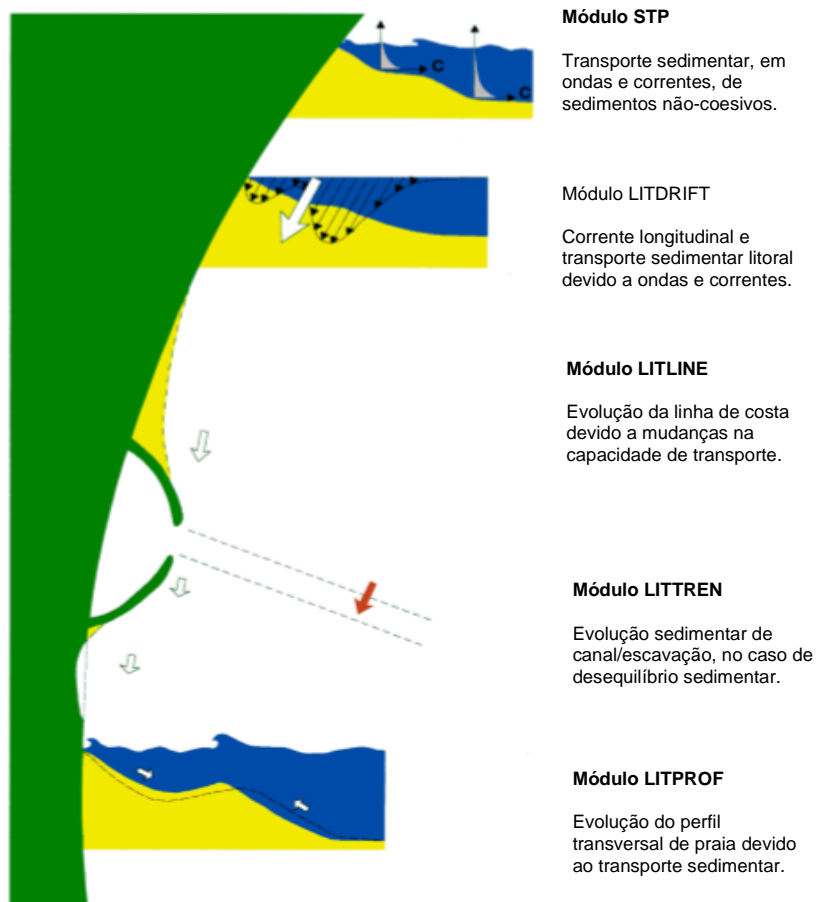 Módulo STP
Transporte sedimentar, em
ondas e correntes, de
sedimentos não-coesivos.
C
C
Módulo LITDRIFT
Corrente longitudinal e
transporte sedimentar litoral
devido a ondas e correntes.
Módulo LITLINE
Evolução da linha de costa
devido a mudanças na
capacidade de transporte.
Módulo LITTREN
Evolução sedimentar de
canal/escavação, no caso de
desequilíbrio sedimentar.
Módulo LITPROF
Evolução do perfil
transversal de praia devido
ao transporte sedimentar.